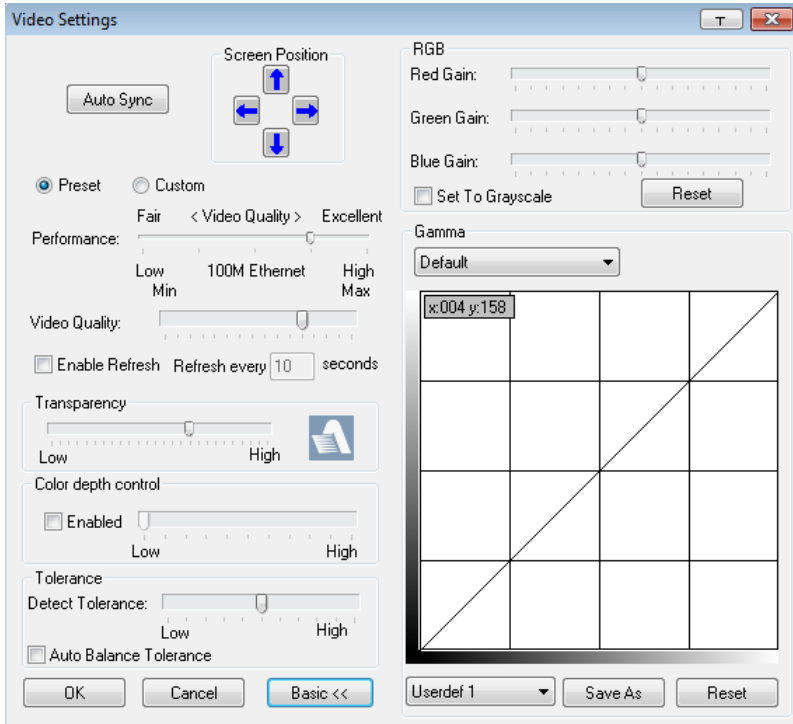 Video Settings
Screen Position
Auto Sync
Preset Custom
Fair < Video Quality > Excellent
Performance:
Low 100M Ethernet High
Min Max
Video Quality:
Enable Refresh Refresh every 10 seconds
Transparency
Low High
Color depth control
Enabled
Low High
Tolerance
Detect Tolerance:
Low High
Auto Balance Tolerance
OK Cancel Basic <<
RGB
Red Gain:
Green Gain:
Blue Gain:
Set To Grayscale Reset
Gamma
Default
x:004 y:158
Userdef 1 Save As Reset